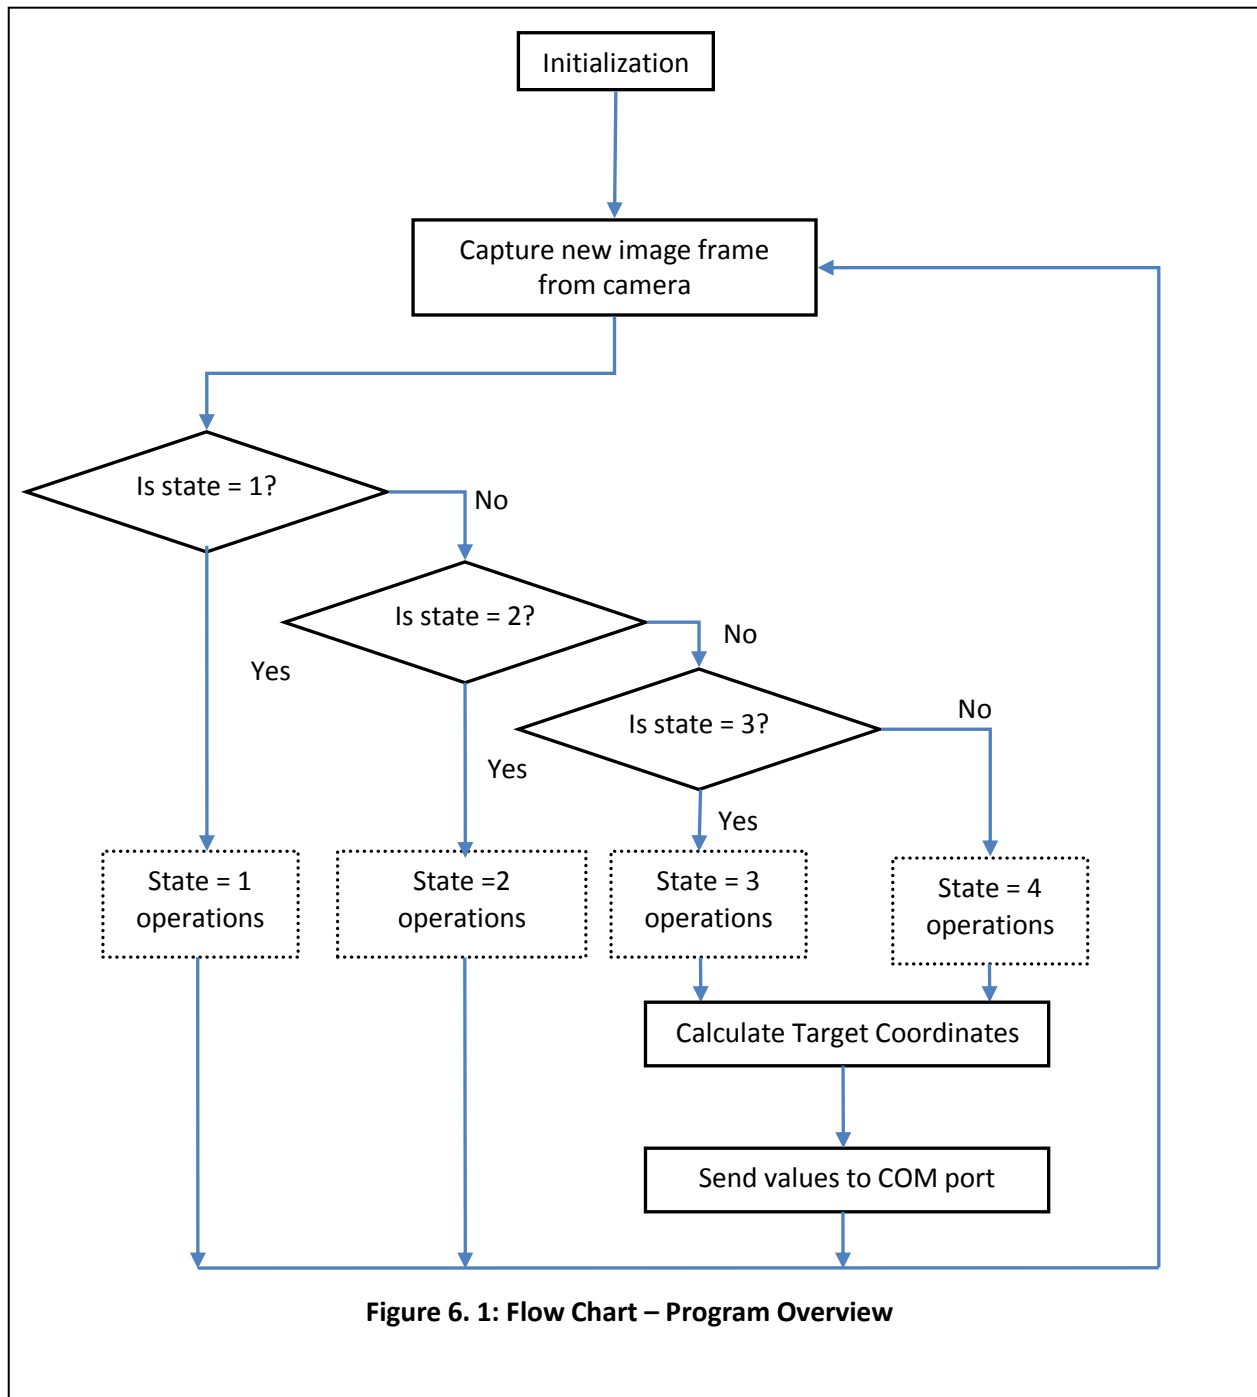 Initialization
Capture new image frame
from camera
Is state = 1?
No
Is state = 2?
No
Yes
Is state = 3?
No
Yes
Yes
State = 1
operations
State =2
operations
State = 3
operations
State = 4
operations
Calculate Target Coordinates
Send values to COM port
Figure 6. 1: Flow Chart – Program Overview